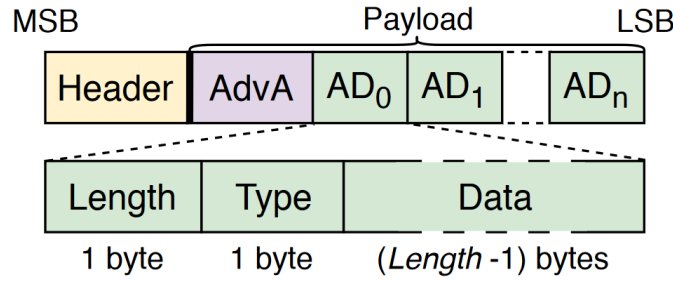 MSB Payload LSB
Header AdvA AD₀ AD₁ ADₙ
Length Type Data
1 byte 1 byte (Length -1) bytes